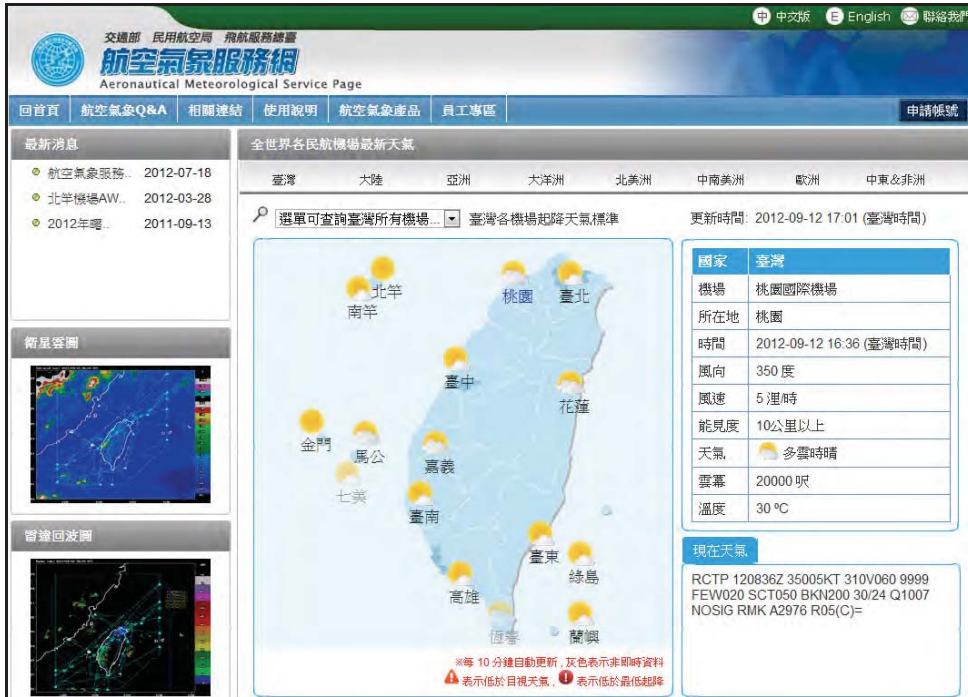 中 中文版 E English 聯絡我們
交通部 民用航空局 飛航服務總臺
航空氣象服務網
Aeronautical Meteorological Service Page
回首頁 航空氣象Q&A 相關連結 使用說明 航空氣象產品 員工專區 申請帳號
最新消息
航空氣象服務.. 2012-07-18
北竿機場AW.. 2012-03-28
2012年曙.. 2011-09-13
衛星雲圖
雷達回波圖
全世界各民航機場最新天氣
臺灣 大陸 亞洲 大洋洲 北美洲 中南美洲 歐洲 中東&非洲
選單可查詢臺灣所有機場... 臺灣各機場起降天氣標準 更新時間: 2012-09-12 17:01 (臺灣時間)
北竿
南竿
桃園
臺北
臺中
花蓮
金門
馬公
嘉義
七美
臺南
臺東
綠島
高雄
恆春
蘭嶼
※每 10 分鐘自動更新 , 灰色表示非即時資料
表示低於目視天氣 , 表示低於最低起降
國家 臺灣
機場 桃園國際機場
所在地 桃園
時間 2012-09-12 16:36 (臺灣時間)
風向 350 度
風速 5 浬/時
能見度 10公里以上
天氣 多雲時晴
雲幕 20000 呎
溫度 30 ºC
現在天氣
RCTP 120836Z 35005KT 310V060 9999
FEW020 SCT050 BKN200 30/24 Q1007
NOSIG RMK A2976 R05(C)=